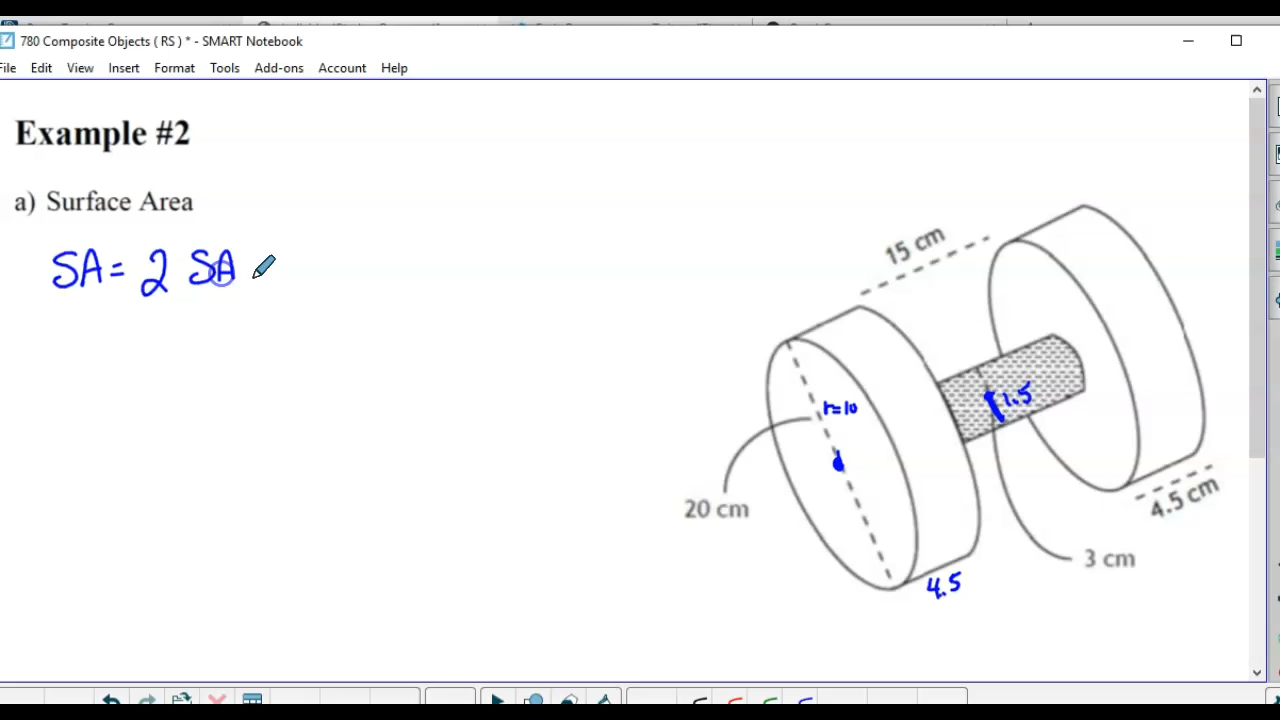 780 Composite Objects ( RS ) * - SMART Notebook
File Edit View Insert Format Tools Add-ons Account Help
Example #2
a) Surface Area
SA = 2 SA
15 cm
r=10
1.5
20 cm
4.5 cm
3 cm
4.5